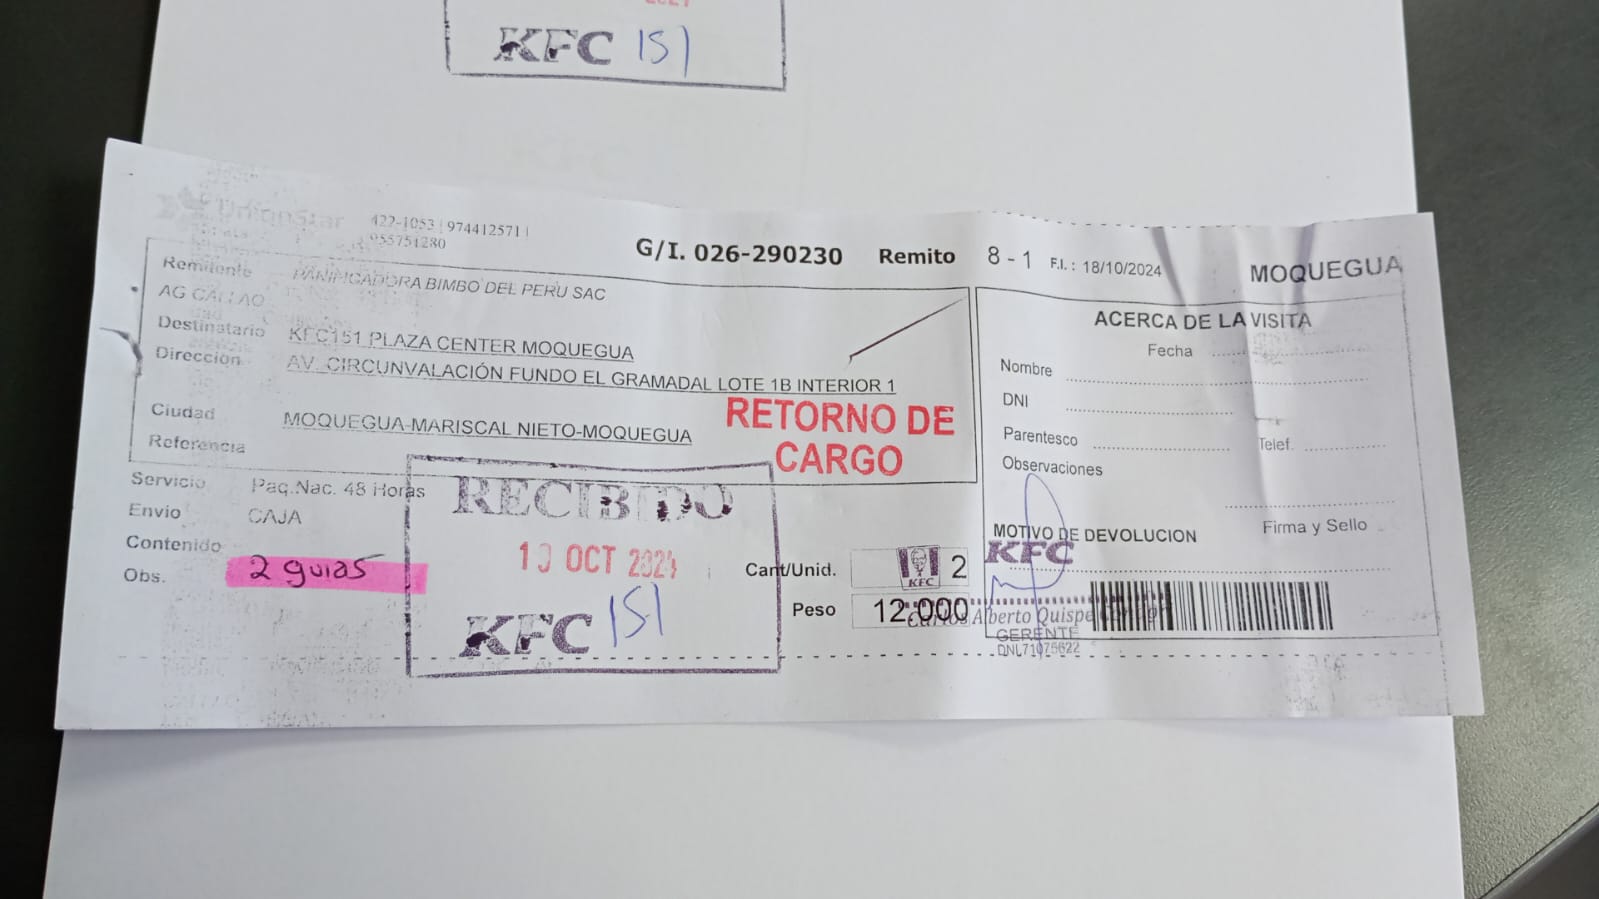 KFC 151
UnionStar 422-1053 | 974412571 |
955751280
G/I. 026-290230 Remito 8 - 1 F.I.: 18/10/2024 MOQUEGUA
Remitente PANIFICADORA BIMBO DEL PERU SAC
AG CALLAO
Destinatario KFC151 PLAZA CENTER MOQUEGUA
Dirección AV. CIRCUNVALACIÓN FUNDO EL GRAMADAL LOTE 1B INTERIOR 1
Ciudad MOQUEGUA-MARISCAL NIETO-MOQUEGUA
Referencia
RETORNO DE
CARGO
Servicio Paq.Nac. 48 Horas
Envio CAJA
Contenido
Obs. 2 guias
RECIBIDO
OCT 2024
KFC 151
Cant/Unid. KFC 2
Peso 12.000
ACERCA DE LA VISITA
Fecha
Nombre
DNI
Parentesco Telef.
Observaciones
Firma y Sello
MOTIVO DE DEVOLUCION
KFC
Alberto Quispe
GERENTE